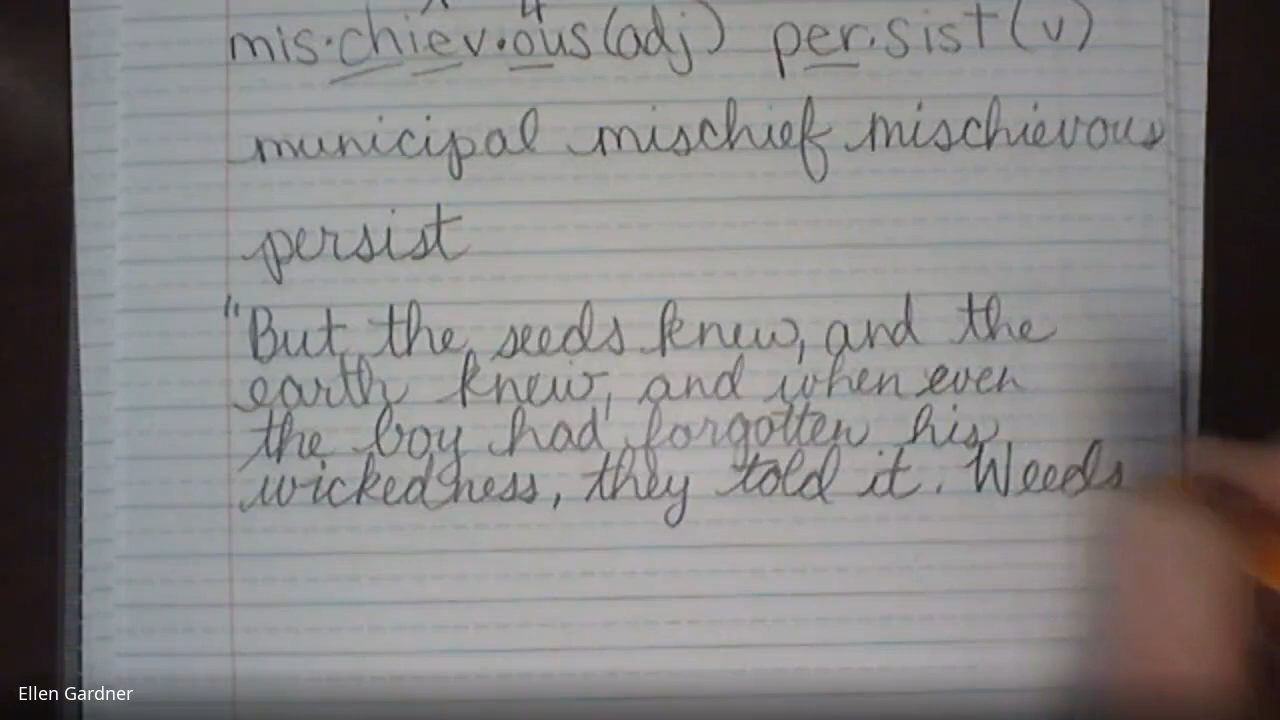 mis·chiev·ous(adj) per·sist(v)
municipal mischief mischievous
persist
"But the seeds knew, and the
earth knew, and when even
the boy had forgotten his
wickedness, they told it. Weeds
Ellen Gardner